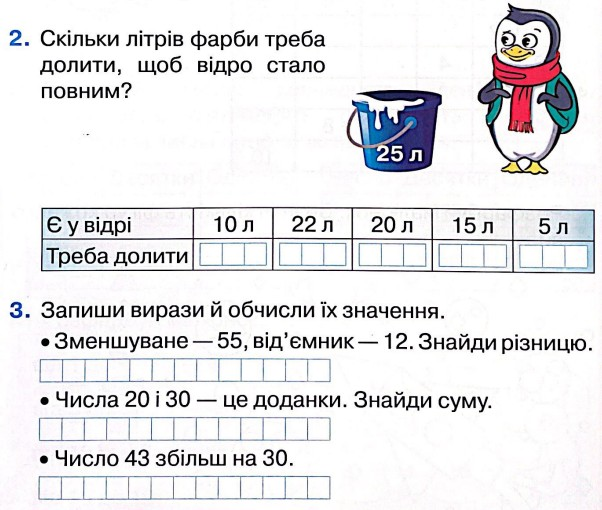 2. Скільки літрів фарби треба
долити, щоб відро стало
повним?
25 л
Є у відрі 10 л 22 л 20 л 15 л 5 л
Треба долити
3. Запиши вирази й обчисли їх значення.
• Зменшуване — 55, від’ємник — 12. Знайди різницю.
• Числа 20 і 30 — це доданки. Знайди суму.
• Число 43 збільш на 30.